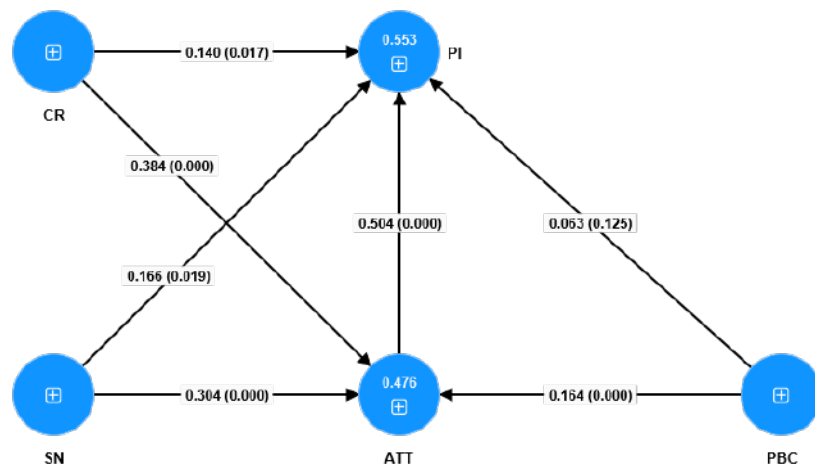 0.553
0.140 (0.017)
PI
CR
0.384 (0.000)
0.504 (0.000)
0.063 (0.125)
0.166 (0.019)
0.476
0.304 (0.000)
0.164 (0.000)
SN
ATT
PBC